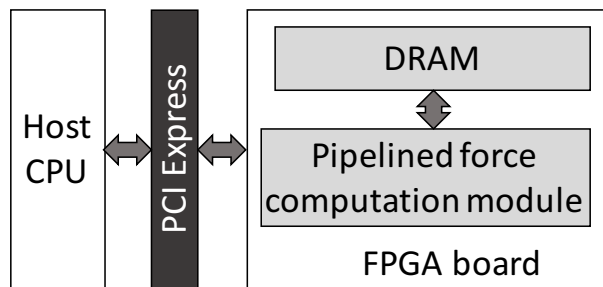 Host
CPU
PCI Express
DRAM
Pipelined force
computation module
FPGA board